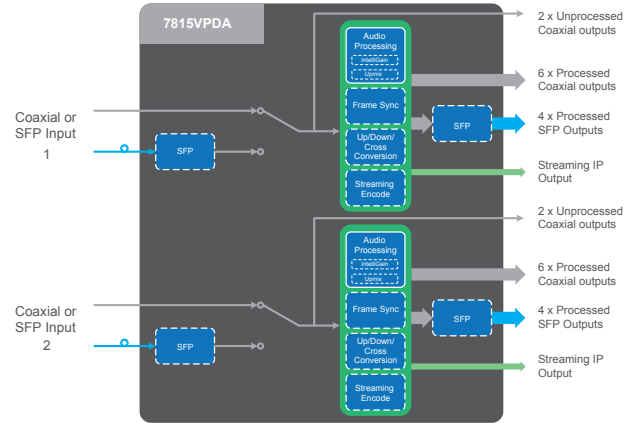 7815VPDA
2 x Unprocessed
Coaxial outputs
Audio
Processing
IntelliGain
Upmix
6 x Processed
Coaxial outputs
Coaxial or
SFP Input
1
Frame Sync
SFP
4 x Processed
SFP Outputs
SFP
Up/Down/
Cross
Conversion
Streaming IP
Output
Streaming
Encode
2 x Unprocessed
Coaxial outputs
Audio
Processing
IntelliGain
Upmix
6 x Processed
Coaxial outputs
Coaxial or
SFP Input
2
Frame Sync
SFP
4 x Processed
SFP Outputs
SFP
Up/Down/
Cross
Conversion
Streaming IP
Output
Streaming
Encode